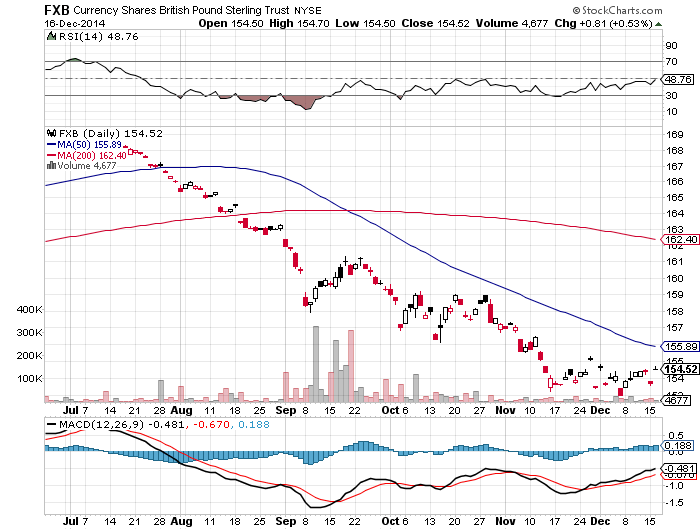 FXB Currency Shares British Pound Sterling Trust NYSE © StockCharts.com
16-Dec-2014 Open 154.50 High 154.70 Low 154.50 Close 154.52 Volume 4,677 Chg +0.81 (+0.53%)
RSI(14) 48.76
90
70
50
48.76
30
10
FXB (Daily) 154.52
MA(50) 155.89
MA(200) 162.40
Volume 4,677
169
168
167
166
165
164
163
162.40
161
160
159
158
157
155.89
155
154.52
154
4677
400K
300K
200K
100K
Jul 7 14 21 28 Aug 11 18 25 Sep 8 15 22 Oct 6 13 20 27 Nov 10 17 24 Dec 8 15
MACD(12,26,9) -0.481, -0.670, 0.188
0.5
0.188
-0.481
-1.0
-1.5
Jul 7 14 21 28 Aug 11 18 25 Sep 8 15 22 Oct 6 13 20 27 Nov 10 17 24 Dec 8 15